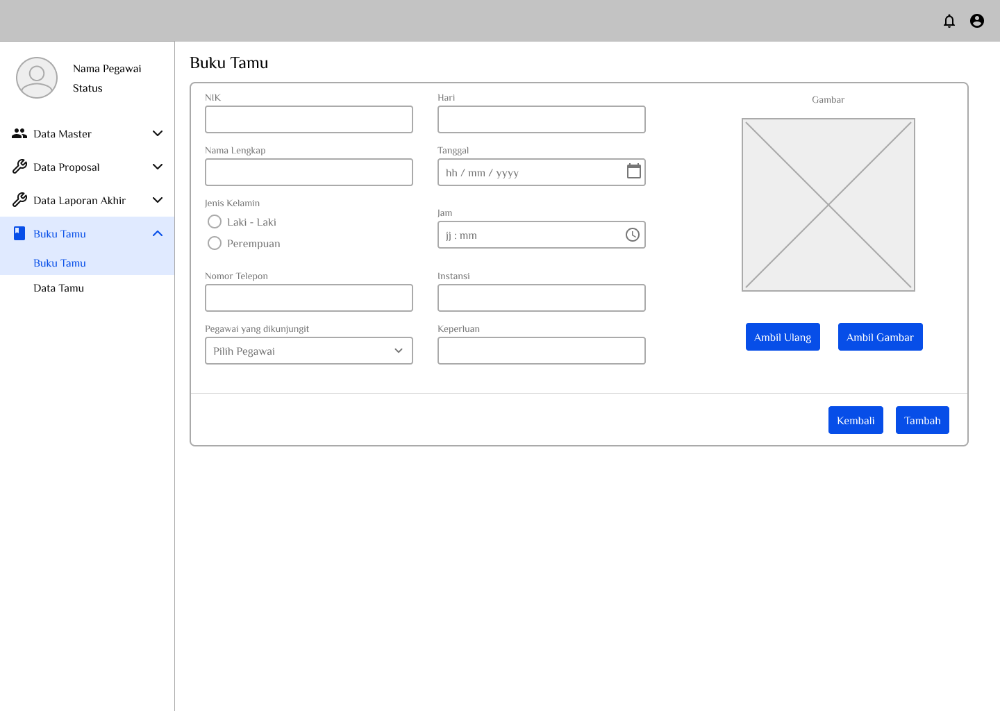 Nama Pegawai
Status
Data Master
Data Proposal
Data Laporan Akhir
Buku Tamu
Buku Tamu
Data Tamu
Buku Tamu
NIK
Nama Lengkap
Jenis Kelamin
Laki - Laki
Perempuan
Nomor Telepon
Pegawai yang dikunjungit
Pilih Pegawai
Hari
Tanggal
hh / mm / yyyy
Jam
jj : mm
Instansi
Keperluan
Gambar
Ambil Ulang
Ambil Gambar
Kembali
Tambah